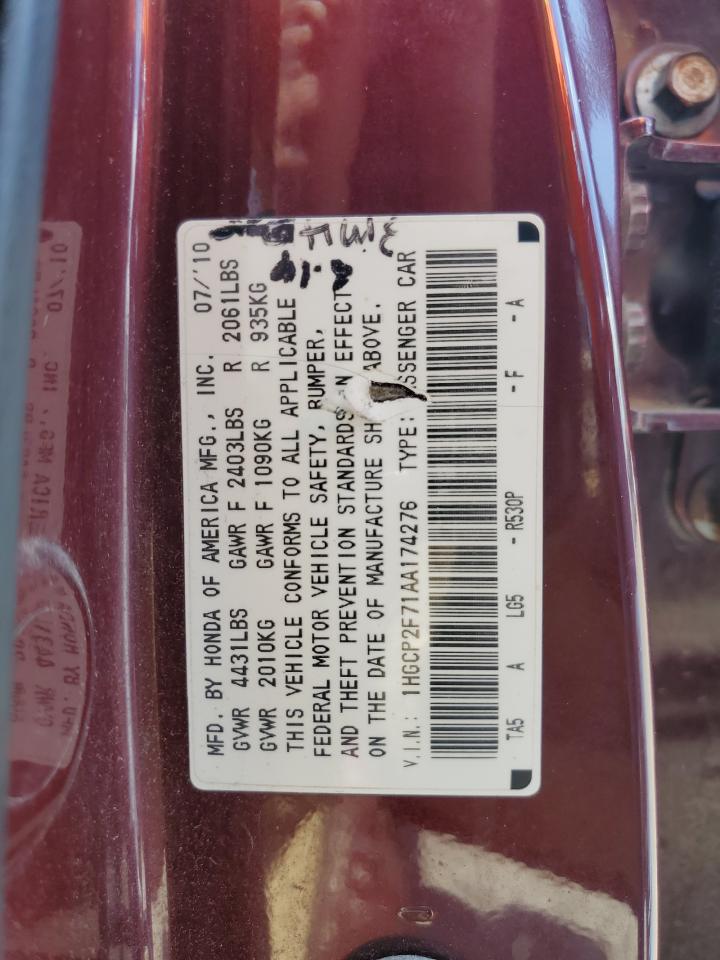 MFD. BY HONDA OF AMERICA MFG., INC. 07/'10
GVWR 4431LBS GAWR F 2403LBS R 2061LBS
GVWR 2010KG GAWR F 1090KG R 935KG
THIS VEHICLE CONFORMS TO ALL APPLICABLE
FEDERAL MOTOR VEHICLE SAFETY, BUMPER,
AND THEFT PREVENTION STANDARDS IN EFFECT
ON THE DATE OF MANUFACTURE ABOVE.
V.I.N.: 1HGCP2F71AA174276 TYPE: PASSENGER CAR
TA5 A LG5 -R530P -F -A